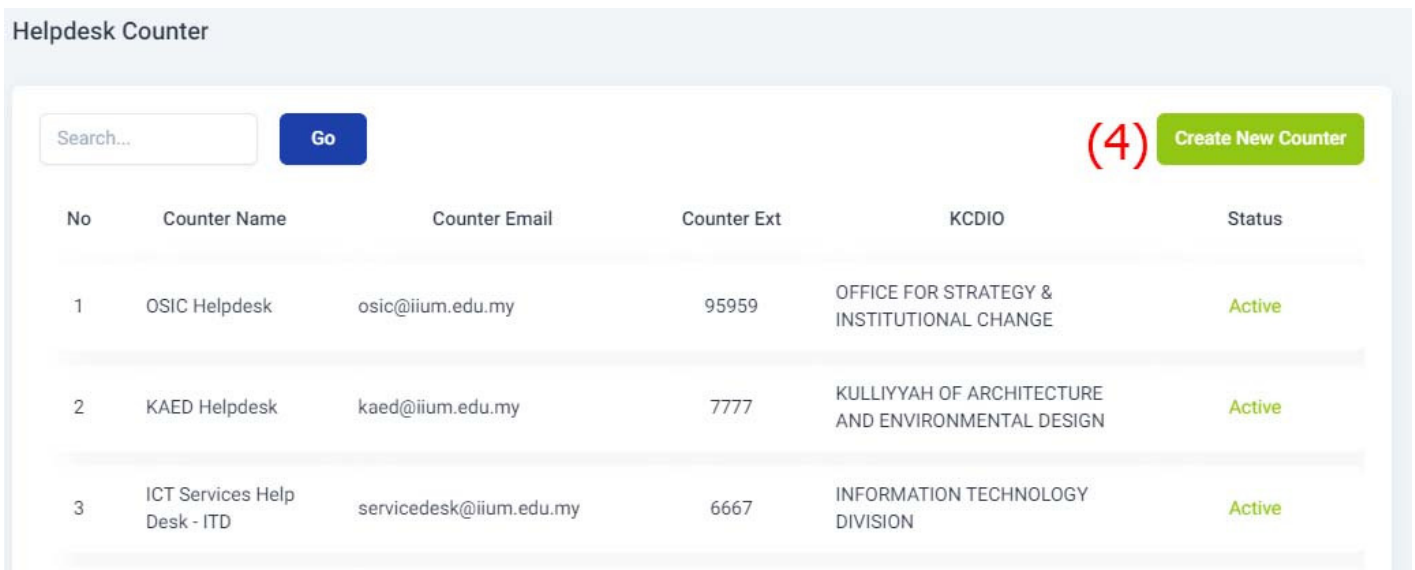 Helpdesk Counter
Search...
Go
(4)
Create New Counter
No Counter Name Counter Email Counter Ext KCDIO Status
1 OSIC Helpdesk osic@iium.edu.my 95959 OFFICE FOR STRATEGY &
INSTITUTIONAL CHANGE Active
2 KAED Helpdesk kaed@iium.edu.my 7777 KULLIYYAH OF ARCHITECTURE
AND ENVIRONMENTAL DESIGN Active
3 ICT Services Help
Desk - ITD servicedesk@iium.edu.my 6667 INFORMATION TECHNOLOGY
DIVISION Active